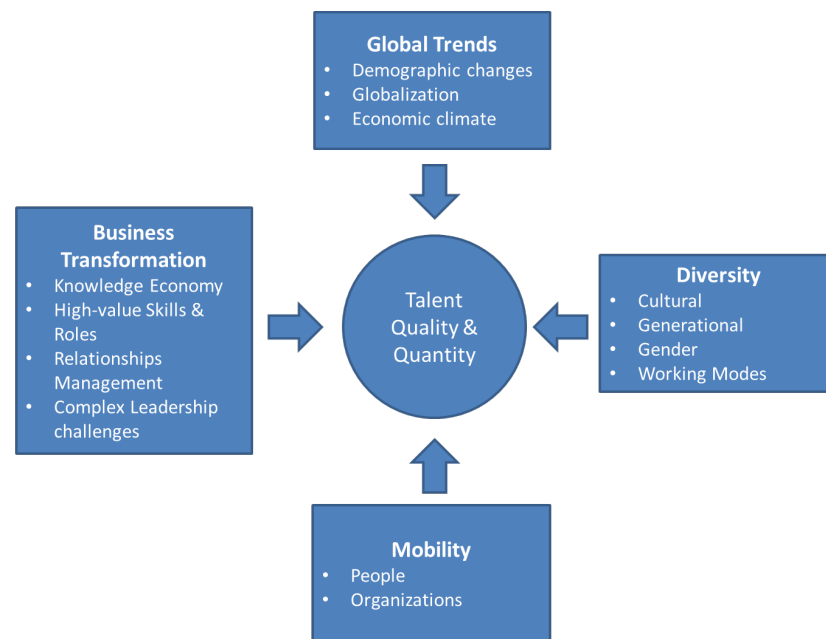 Global Trends
• Demographic changes
• Globalization
• Economic climate
Business
Transformation
• Knowledge Economy
• High-value Skills &
Roles
• Relationships
Management
• Complex Leadership
challenges
Talent
Quality &
Quantity
Diversity
• Cultural
• Generational
• Gender
• Working Modes
Mobility
• People
• Organizations